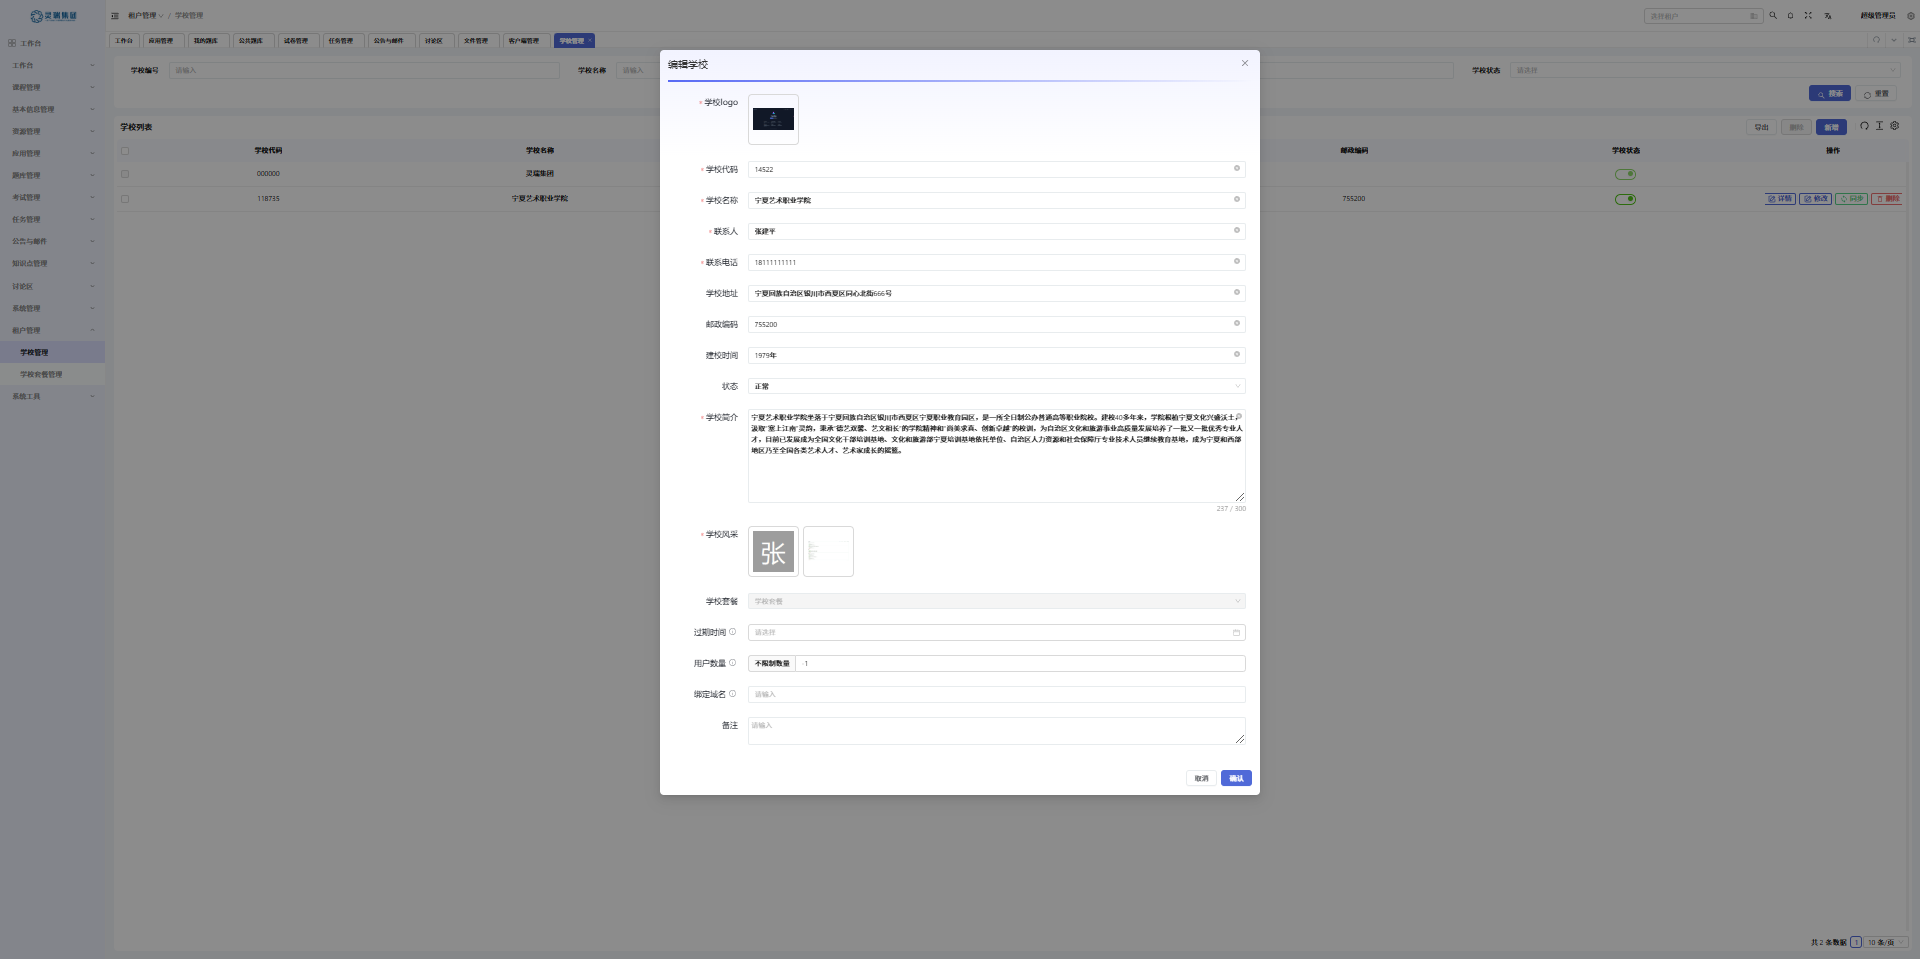 灵瑞集团
租户管理 / 学校管理
选择租户
超级管理员
工作台
工作台 应用管理 我的题库 公共题库 试卷管理 任务管理 公告与邮件 讨论区 文件管理 客户端管理 学校管理
工作台
课程管理
基本信息管理
资源管理
应用管理
题库管理
考试管理
任务管理
公告与邮件
知识点管理
讨论区
系统管理
租户管理
学校管理
学校套餐管理
系统工具
学校编号 请输入
学校名称 请输入
学校状态 请选择
搜索 重置
学校列表
导出 删除 新增
学校代码 学校名称 邮政编码 学校状态 操作
000000 灵瑞集团
118735 宁夏艺术职业学院 755200 详情 修改 同步 删除
编辑学校
* 学校logo
* 学校代码 14522
* 学校名称 宁夏艺术职业学院
* 联系人 张建平
* 联系电话 18111111111
学校地址 宁夏回族自治区银川市西夏区同心北街666号
邮政编码 755200
建校时间 1979年
状态 正常
* 学校简介
宁夏艺术职业学院坐落于宁夏回族自治区银川市西夏区宁夏职业教育园区，是一所全日制公办普通高等职业院校。建校40多年来，学院根植宁夏文化兴盛沃土，
汲取"塞上江南"灵韵，秉承"德艺双馨、艺文相长"的学院精神和"尚美求真、创新卓越"的校训，为自治区文化和旅游事业高质量发展培养了一批又一批优秀专业人
才，目前已发展成为全国文化干部培训基地、文化和旅游部宁夏培训基地依托单位、自治区人力资源和社会保障厅专业技术人员继续教育基地，成为宁夏和西部
地区乃至全国各类艺术人才、艺术家成长的摇篮。
237 / 300
* 学校风采
张
学校套餐 学校套餐
过期时间 请选择
用户数量 不限制数量 -1
绑定域名 请输入
备注 请输入
取消 确认
共 2 条数据 1 10 条/页